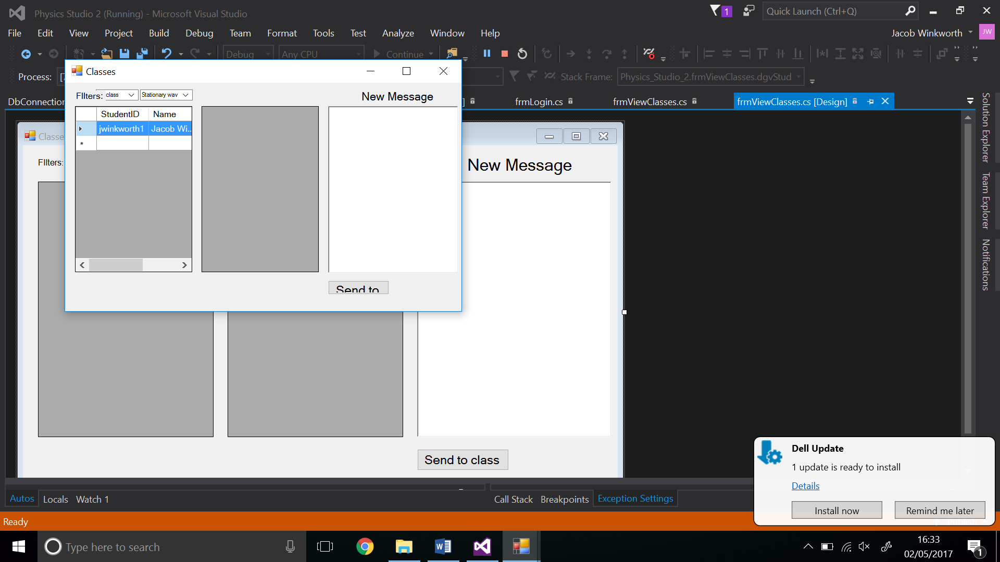 Physics Studio 2 (Running) - Microsoft Visual Studio
1
Quick Launch (Ctrl+Q)
File Edit View Project Build Debug Team Format Tools Test Analyze Window Help
Jacob Winkworth
JW
Debug
Any CPU
Continue
Process:
Stack Frame:
Physics_Studio_2.frmViewClasses.dgvStud
DbConnection
frmLogin.cs
frmViewClasses.cs
frmViewClasses.cs [Design]
Classes
FIlters:
class
Stationary wav
New Message
StudentID Name
jwinkworth1 Jacob Wi...
*
Send to
Classe
FIlters:
New Message
Send to class
Solution Explorer
Team Explorer
Notifications
Autos
Locals
Watch 1
Call Stack
Breakpoints
Exception Settings
Dell Update
1 update is ready to install
Details
Install now
Remind me later
Ready
Type here to search
16:33
02/05/2017
1